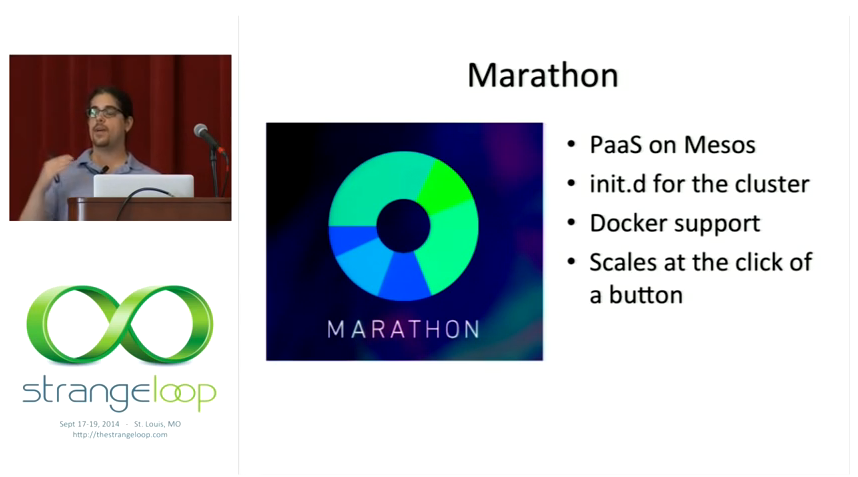 Marathon
MARATHON
• PaaS on Mesos
• init.d for the cluster
• Docker support
• Scales at the click of
a button
strangeloop
Sept 17-19, 2014 - St. Louis, MO
http://thestrangeloop.com